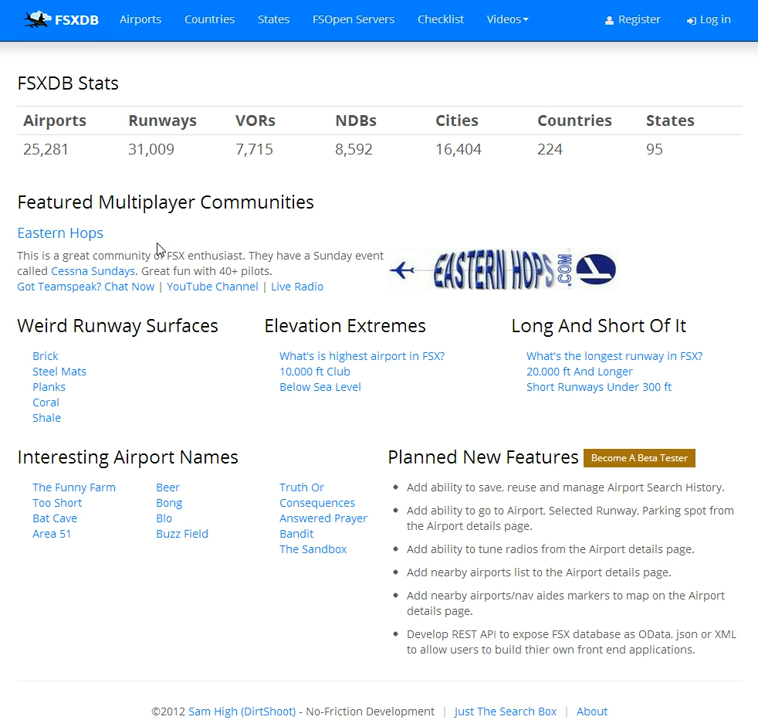 FSXDB Airports Countries States FSOpen Servers Checklist Videos Register Log in
FSXDB Stats
Airports Runways VORs NDBs Cities Countries States
25,281 31,009 7,715 8,592 16,404 224 95
Featured Multiplayer Communities
Eastern Hops
This is a great community of FSX enthusiast. They have a Sunday event
called Cessna Sundays. Great fun with 40+ pilots.
Got Teamspeak? Chat Now | YouTube Channel | Live Radio
EASTERN HOPS .COM
Weird Runway Surfaces
Brick
Steel Mats
Planks
Coral
Shale
Elevation Extremes
What's is highest airport in FSX?
10,000 ft Club
Below Sea Level
Long And Short Of It
What's the longest runway in FSX?
20,000 ft And Longer
Short Runways Under 300 ft
Interesting Airport Names
The Funny Farm
Too Short
Bat Cave
Area 51
Beer
Bong
Blo
Buzz Field
Truth Or
Consequences
Answered Prayer
Bandit
The Sandbox
Planned New Features Become A Beta Tester
Add ability to save, reuse and manage Airport Search History.
Add ability to go to Airport, Selected Runway, Parking spot from
the Airport details page.
Add ability to tune radios from the Airport details page.
Add nearby airports list to the Airport details page.
Add nearby airports/nav aides markers to map on the Airport
details page.
Develop REST API to expose FSX database as OData, json or XML
to allow users to build thier own front end applications.
©2012 Sam High (DirtShoot) - No-Friction Development | Just The Search Box | About